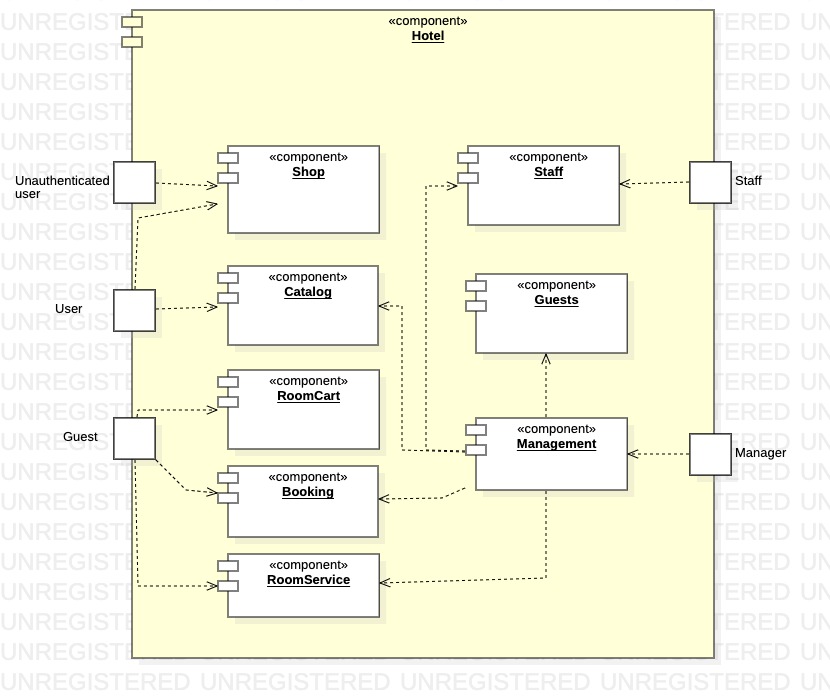 «component»
Hotel
«component»
Shop
«component»
Staff
Unauthenticated
user
Staff
«component»
Catalog
«component»
Guests
User
«component»
RoomCart
«component»
Management
Guest
Manager
«component»
Booking
«component»
RoomService
UNREGISTERED UNREGISTERED UNREGISTERED UNREGISTERED UN